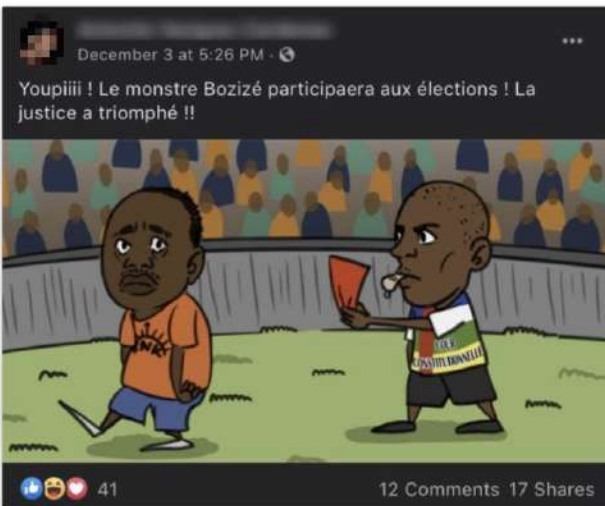 December 3 at 5:26 PM ·
Youpiiii ! Le monstre Bozizé participaera aux élections ! La
justice a triomphé !!
KNK
COUR
CONSTITUTIONNELLE
41
12 Comments 17 Shares